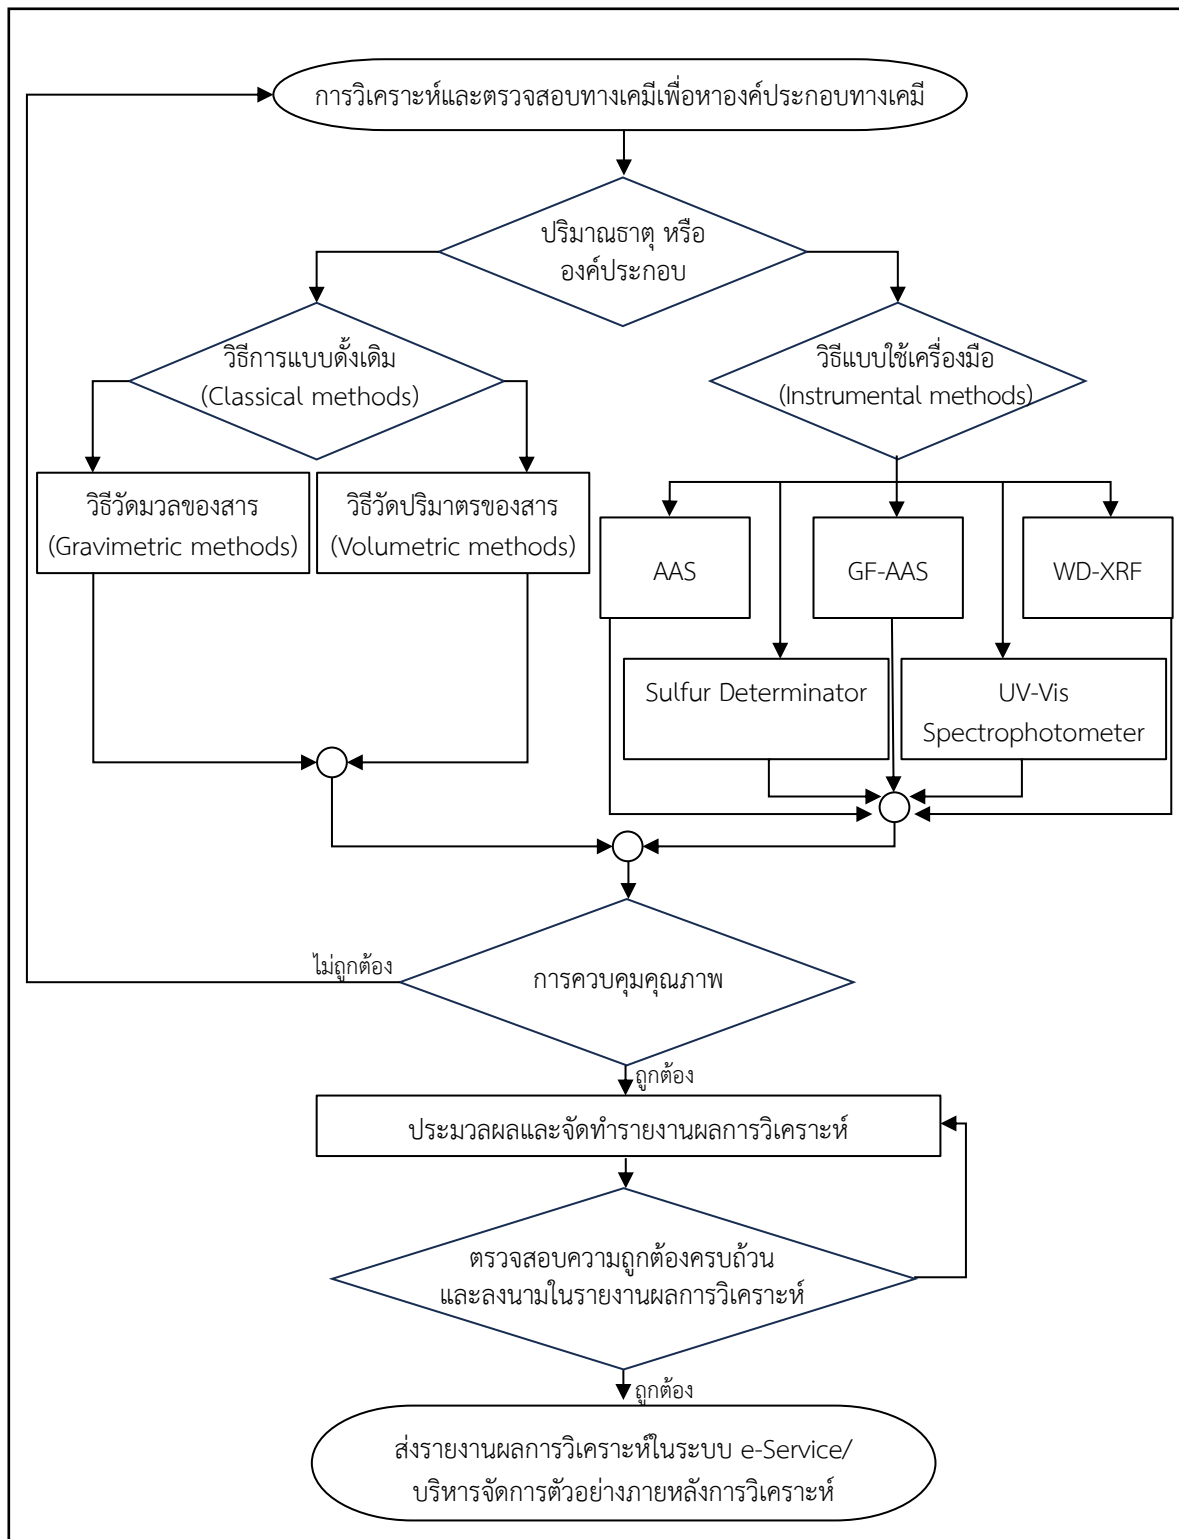 การวิเคราะห์และตรวจสอบทางเคมีเพื่อหาองค์ประกอบทางเคมี
ปริมาณธาตุ หรือ
องค์ประกอบ
วิธีการแบบดั้งเดิม
(Classical methods)
วิธีแบบใช้เครื่องมือ
(Instrumental methods)
วิธีวัดมวลของสาร
(Gravimetric methods)
วิธีวัดปริมาตรของสาร
(Volumetric methods)
AAS
GF-AAS
WD-XRF
Sulfur Determinator
UV-Vis
Spectrophotometer
ไม่ถูกต้อง
การควบคุมคุณภาพ
ถูกต้อง
ประมวลผลและจัดทำรายงานผลการวิเคราะห์
ตรวจสอบความถูกต้องครบถ้วน
และลงนามในรายงานผลการวิเคราะห์
ถูกต้อง
ส่งรายงานผลการวิเคราะห์ในระบบ e-Service/
บริหารจัดการตัวอย่างภายหลังการวิเคราะห์